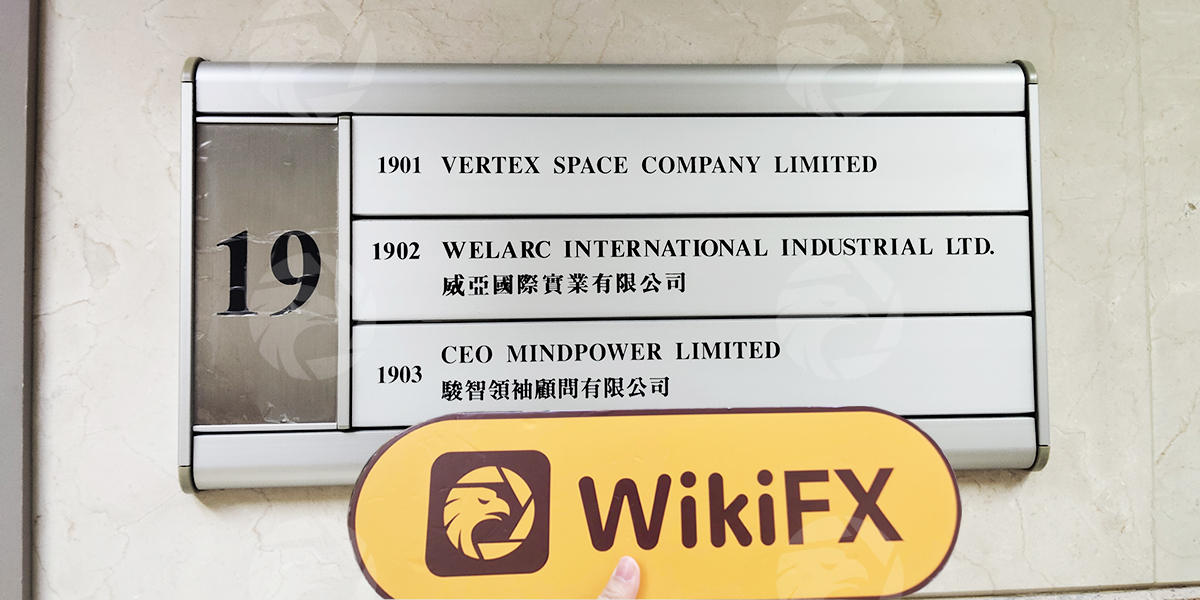 19
1901 VERTEX SPACE COMPANY LIMITED
1902 WELARC INTERNATIONAL INDUSTRIAL LTD.
威亞國際實業有限公司
1903 CEO MINDPOWER LIMITED
駿智領袖顧問有限公司
WikiFX